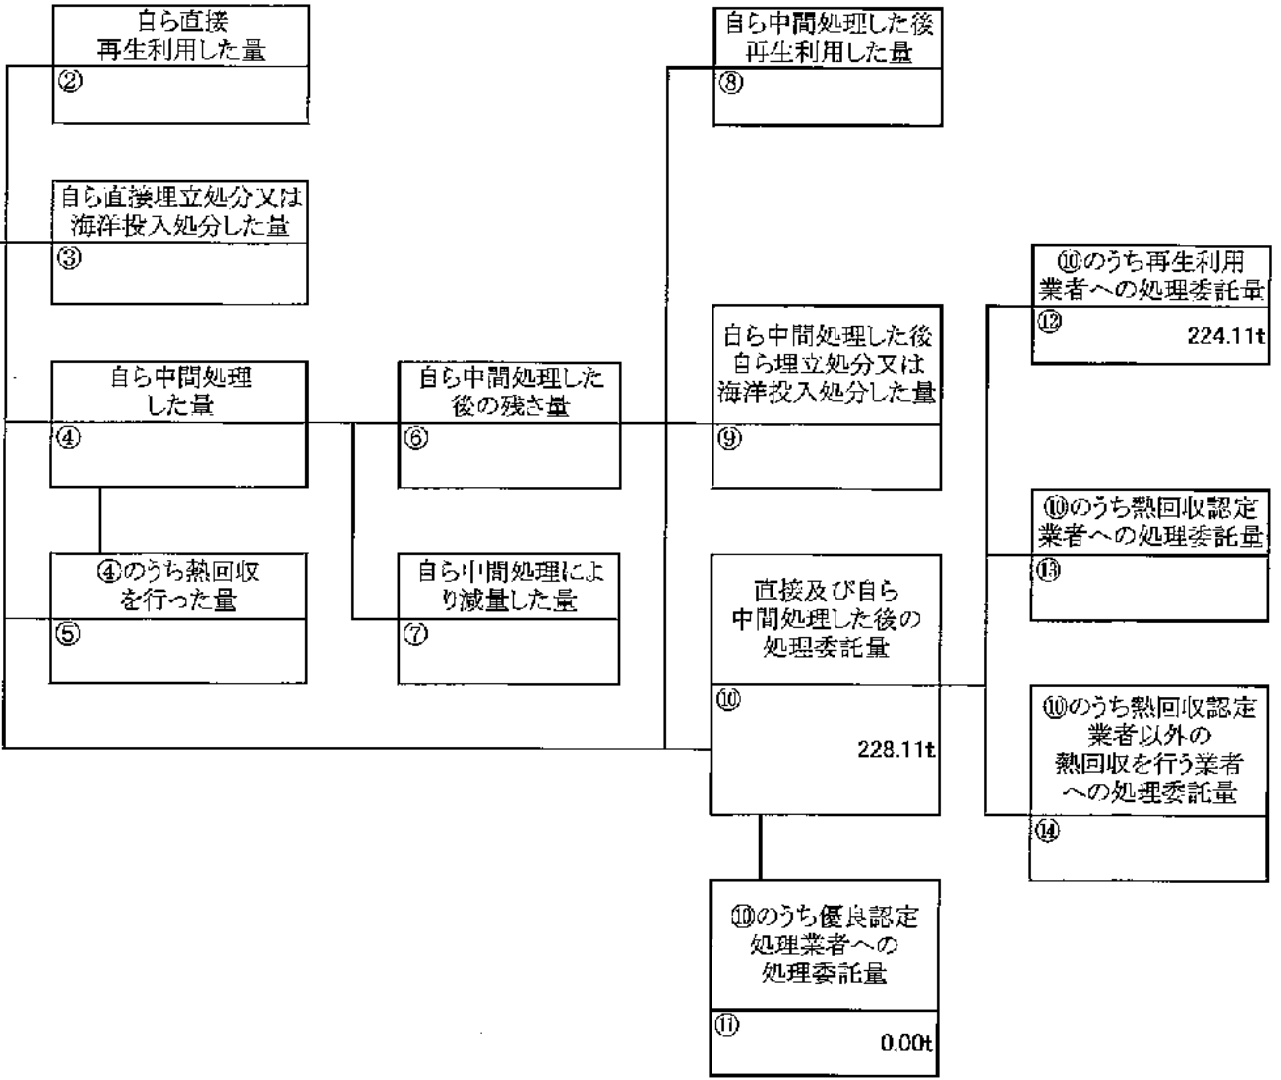 自ら直接
再生利用した量
②
自ら中間処理した後
再生利用した量
⑧
自ら直接埋立処分又は
海洋投入処分した量
③
⑩のうち再生利用
業者への処理委託量
⑫
224.11t
自ら中間処理
した量
④
自ら中間処理した
後の残さ量
⑥
自ら中間処理した後
自ら埋立処分又は
海洋投入処分した量
⑨
⑩のうち熱回収認定
業者への処理委託量
⑬
④のうち熱回収
を行った量
⑤
自ら中間処理によ
り減量した量
⑦
直接及び自ら
中間処理した後の
処理委託量
⑩
228.11t
⑩のうち熱回収認定
業者以外の
熱回収を行う業者
への処理委託量
⑭
⑩のうち優良認定
処理業者への
処理委託量
⑪
0.00t